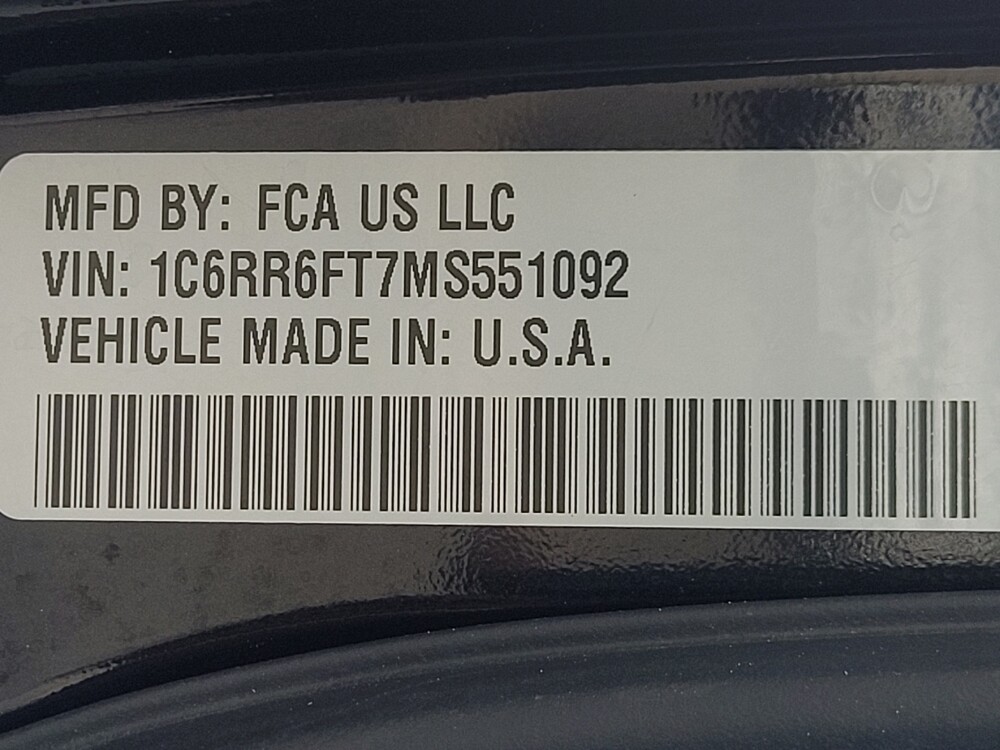 MFD BY: FCA US LLC
VIN: 1C6RR6FT7MS551092
VEHICLE MADE IN: U.S.A.